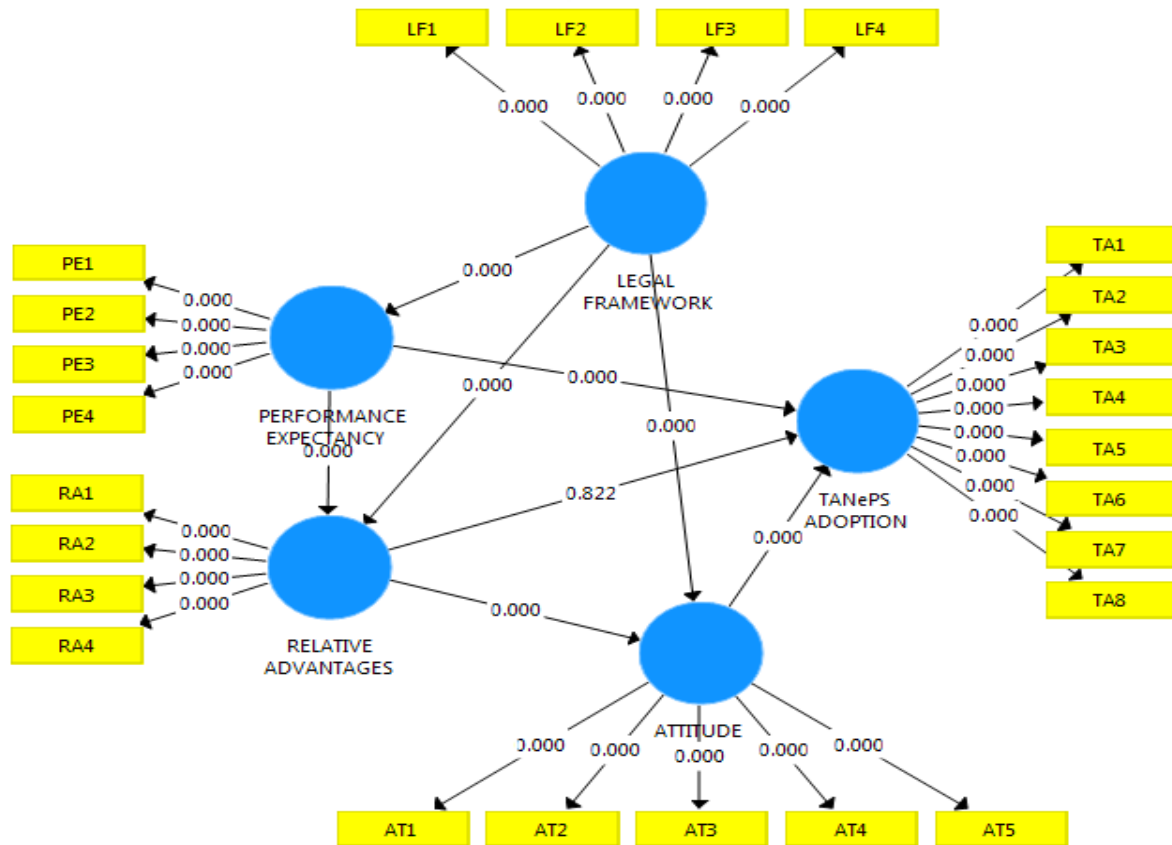 LF1
LF2
LF3
LF4
0.000
0.000
0.000
0.000
LEGAL
FRAMEWORK
PE1
PE2
PE3
PE4
0.000
0.000
0.000
0.000
PERFORMANCE
EXPECTANCY
0.000
0.000
0.000
0.000
0.000
0.822
RA1
RA2
RA3
RA4
0.000
0.000
0.000
0.000
RELATIVE
ADVANTAGES
0.000
0.000
TANePS
ADOPTION
0.000
0.000
0.000
0.000
0.000
0.000
0.000
0.000
TA1
TA2
TA3
TA4
TA5
TA6
TA7
TA8
ATTITUDE
0.000
0.000
0.000
0.000
0.000
AT1
AT2
AT3
AT4
AT5